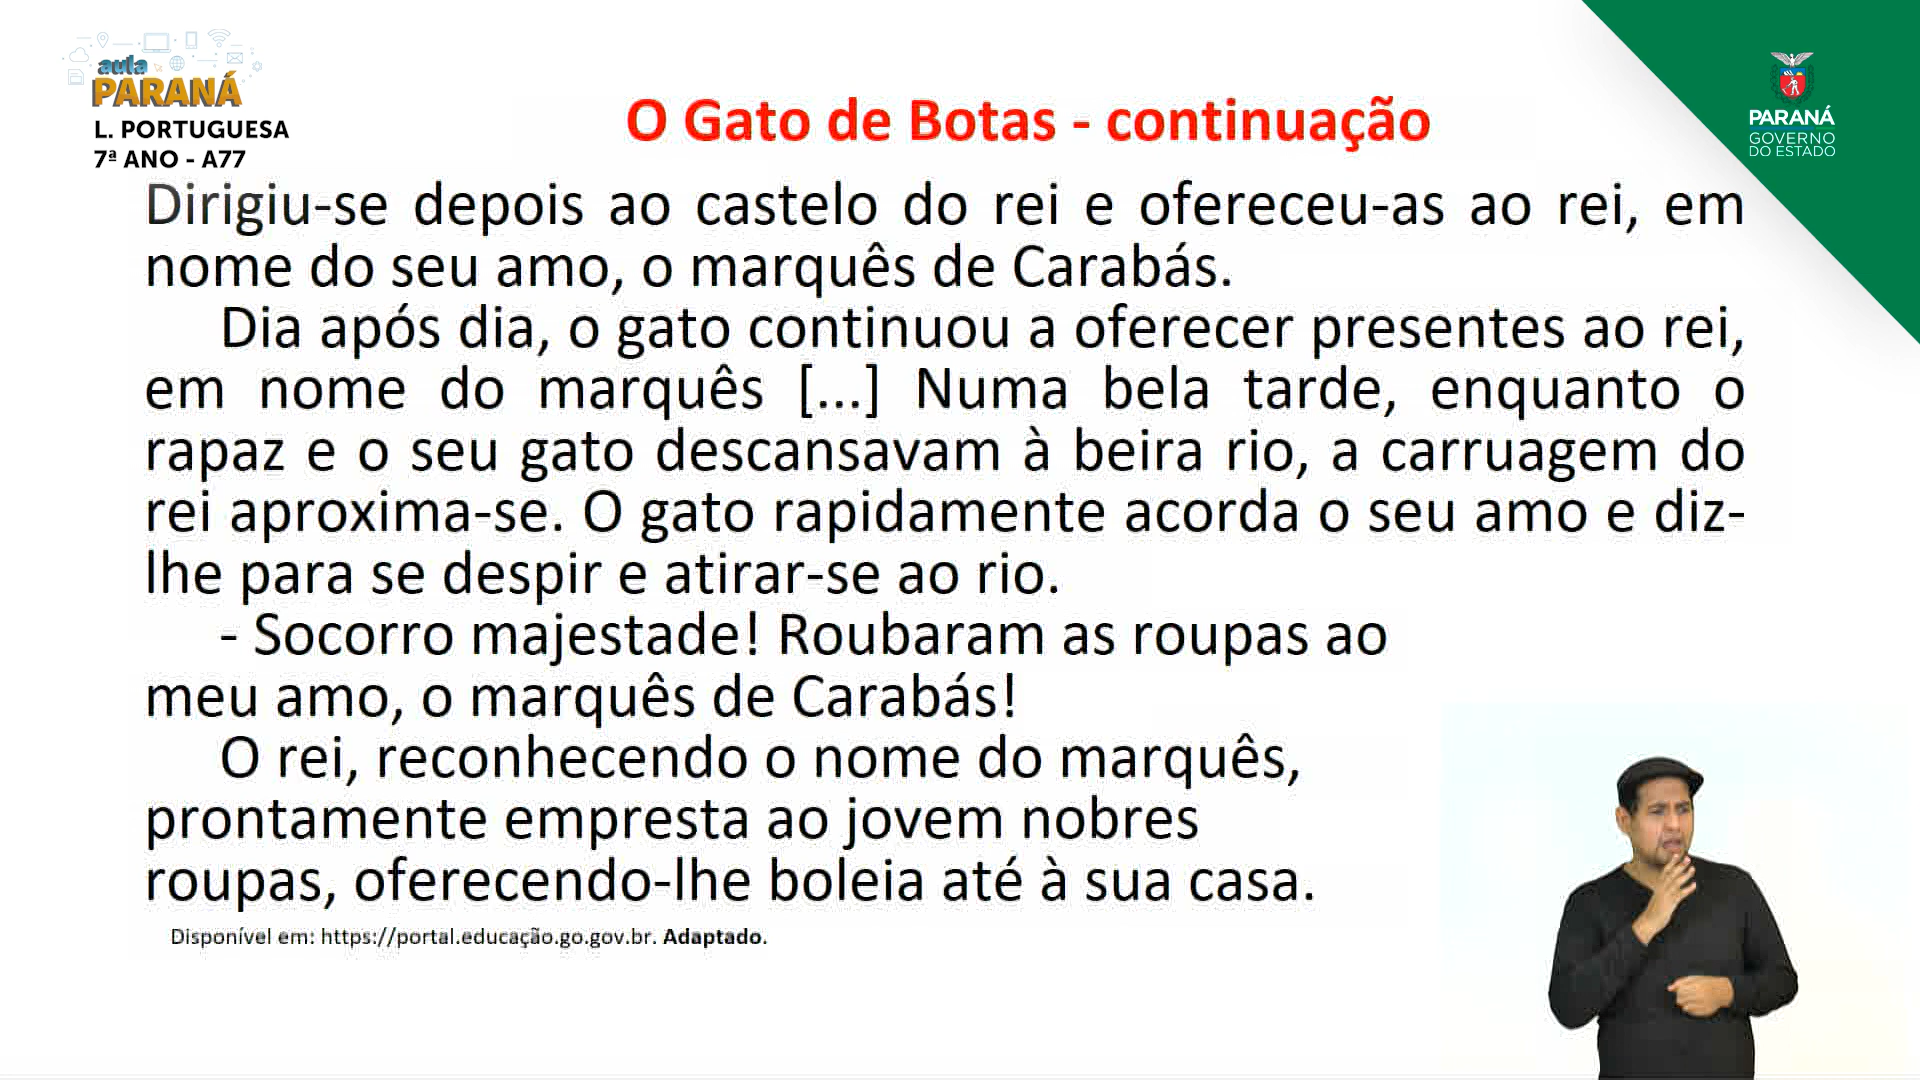 aula
PARANÁ
L. PORTUGUESA
7ª ANO - A77
PARANÁ
GOVERNO
DO ESTADO
O Gato de Botas - continuação
Dirigiu-se depois ao castelo do rei e ofereceu-as ao rei, em
nome do seu amo, o marquês de Carabás.
Dia após dia, o gato continuou a oferecer presentes ao rei,
em nome do marquês [...] Numa bela tarde, enquanto o
rapaz e o seu gato descansavam à beira rio, a carruagem do
rei aproxima-se. O gato rapidamente acorda o seu amo e diz-
lhe para se despir e atirar-se ao rio.
- Socorro majestade! Roubaram as roupas ao
meu amo, o marquês de Carabás!
O rei, reconhecendo o nome do marquês,
prontamente empresta ao jovem nobres
roupas, oferecendo-lhe boleia até à sua casa.
Disponível em: https://portal.educação.go.gov.br. Adaptado.